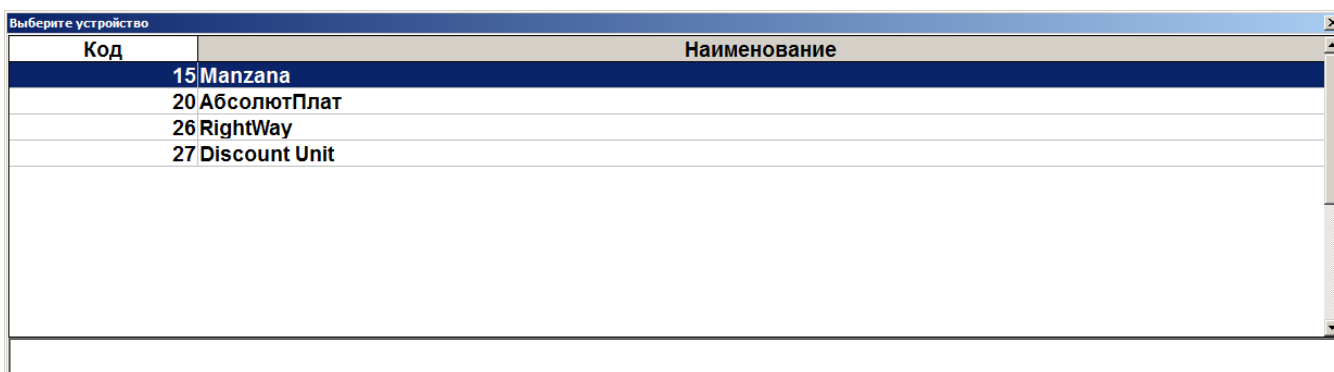 Выберите устройство
Код Наименование
15 Manzana
20 АбсолютПлат
26 RightWay
27 Discount Unit